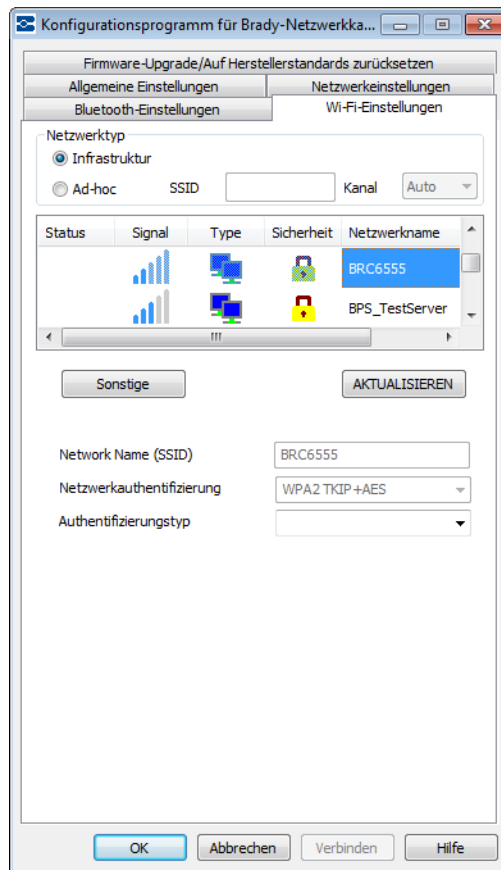 Konfigurationsprogramm für Brady-Netzwerkka...
Firmware-Upgrade/Auf Herstellerstandards zurücksetzen
Allgemeine Einstellungen Netzwerkeinstellungen
Bluetooth-Einstellungen Wi-Fi-Einstellungen
Netzwerktyp
Infrastruktur
Ad-hoc SSID Kanal Auto
Status Signal Type Sicherheit Netzwerkname
BRC6555
BPS_TestServer
Sonstige AKTUALISIEREN
Network Name (SSID) BRC6555
Netzwerkauthentifizierung WPA2 TKIP+AES
Authentifizierungstyp
OK Abbrechen Verbinden Hilfe